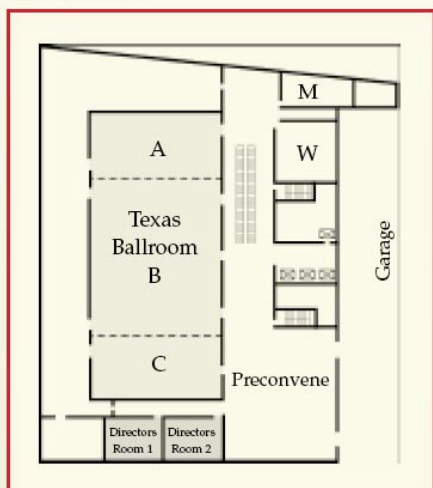 M
A
W
Texas
Ballroom
B
Garage
C
Preconvene
Directors
Room 1
Directors
Room 2